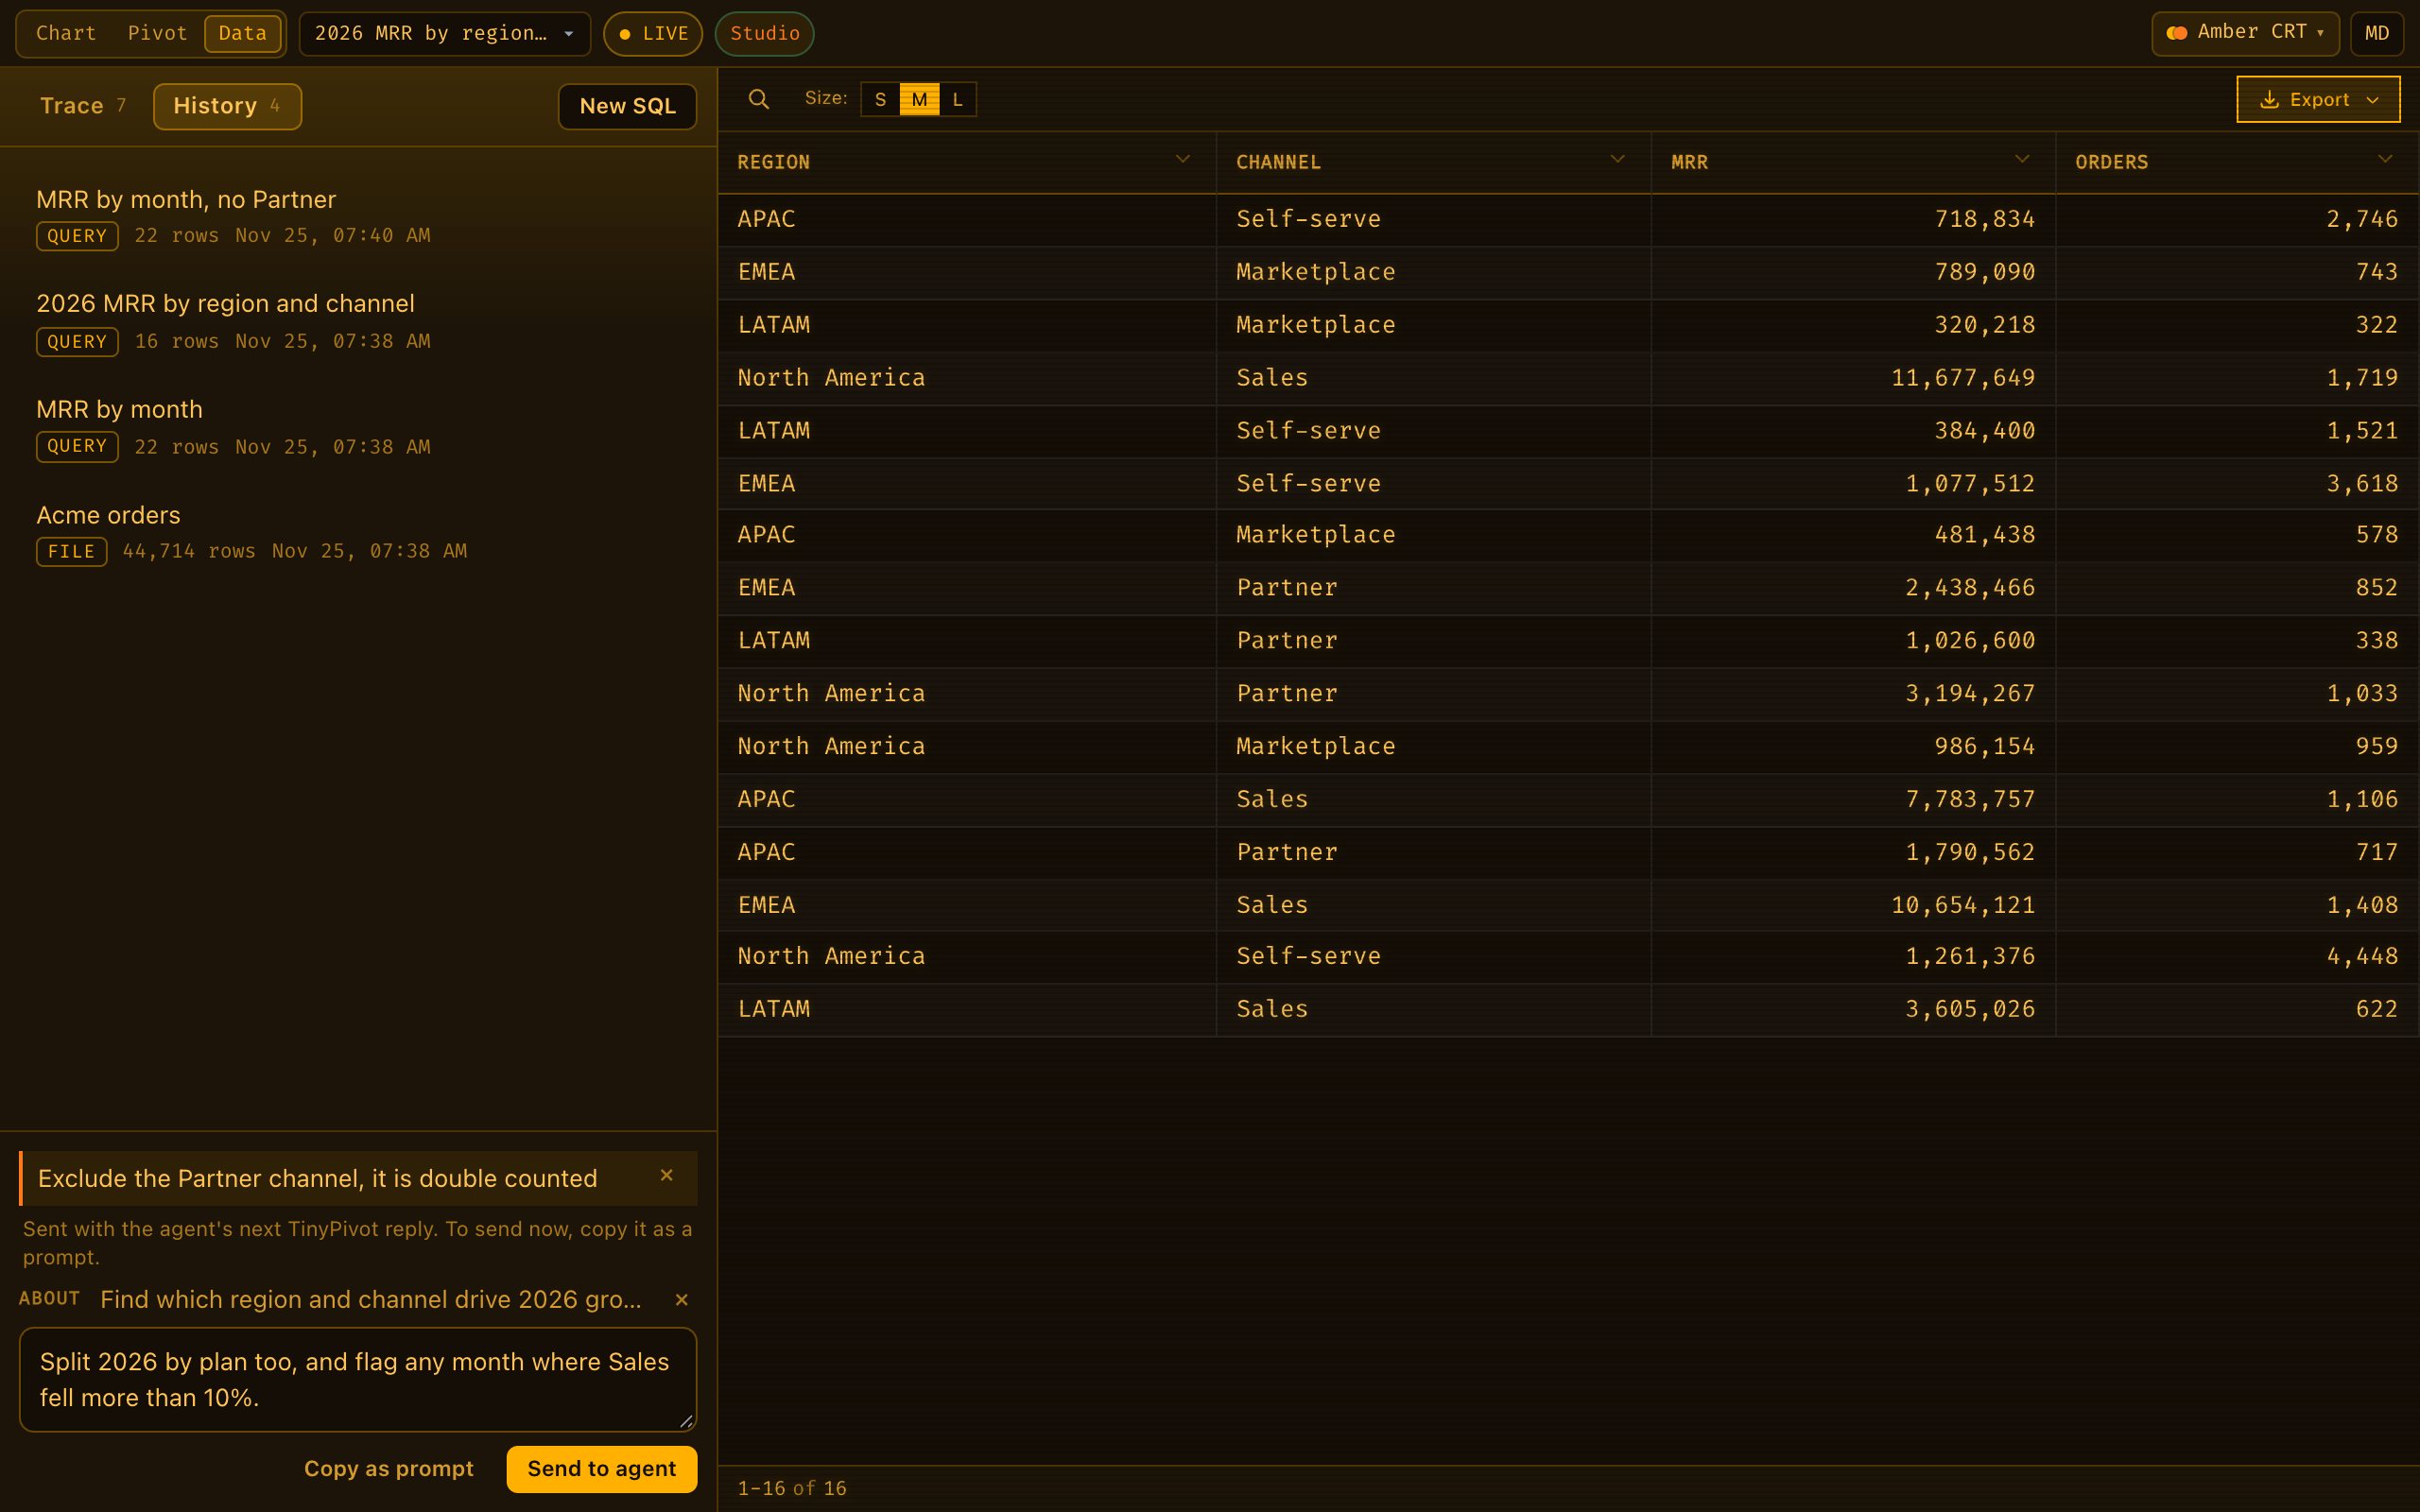 Chart Pivot Data 2026 MRR by region… LIVE Studio Amber CRT MD
Trace 7 History 4 New SQL
MRR by month, no Partner
QUERY 22 rows Nov 25, 07:40 AM
2026 MRR by region and channel
QUERY 16 rows Nov 25, 07:38 AM
MRR by month
QUERY 22 rows Nov 25, 07:38 AM
Acme orders
FILE 44,714 rows Nov 25, 07:38 AM
Exclude the Partner channel, it is double counted
Sent with the agent's next TinyPivot reply. To send now, copy it as a
prompt.
ABOUT Find which region and channel drive 2026 gro…
Split 2026 by plan too, and flag any month where Sales
fell more than 10%.
Copy as prompt Send to agent
Size: S M L Export
REGION CHANNEL MRR ORDERS
APAC Self-serve 718,834 2,746
EMEA Marketplace 789,090 743
LATAM Marketplace 320,218 322
North America Sales 11,677,649 1,719
LATAM Self-serve 384,400 1,521
EMEA Self-serve 1,077,512 3,618
APAC Marketplace 481,438 578
EMEA Partner 2,438,466 852
LATAM Partner 1,026,600 338
North America Partner 3,194,267 1,033
North America Marketplace 986,154 959
APAC Sales 7,783,757 1,106
APAC Partner 1,790,562 717
EMEA Sales 10,654,121 1,408
North America Self-serve 1,261,376 4,448
LATAM Sales 3,605,026 622
1-16 of 16